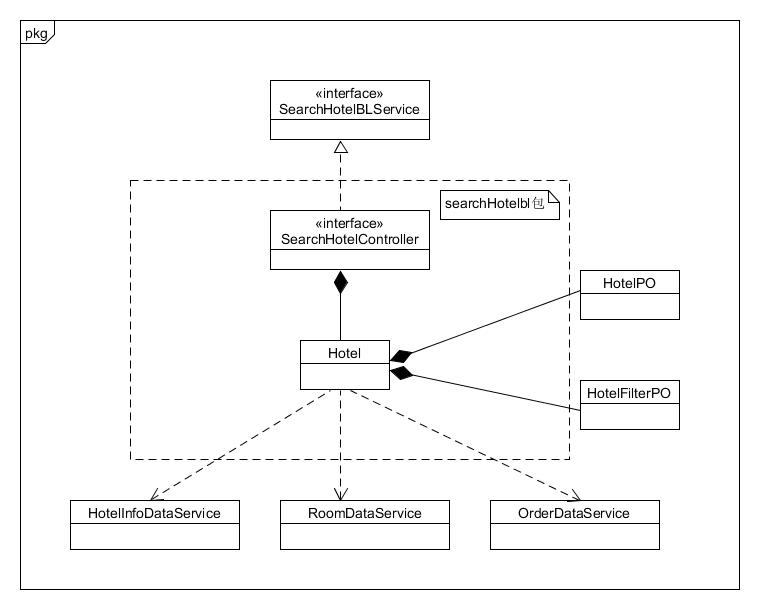 pkg
«interface»
SearchHotelBLService
searchHotelbl包
«interface»
SearchHotelController
HotelPO
Hotel
HotelFilterPO
HotelInfoDataService
RoomDataService
OrderDataService